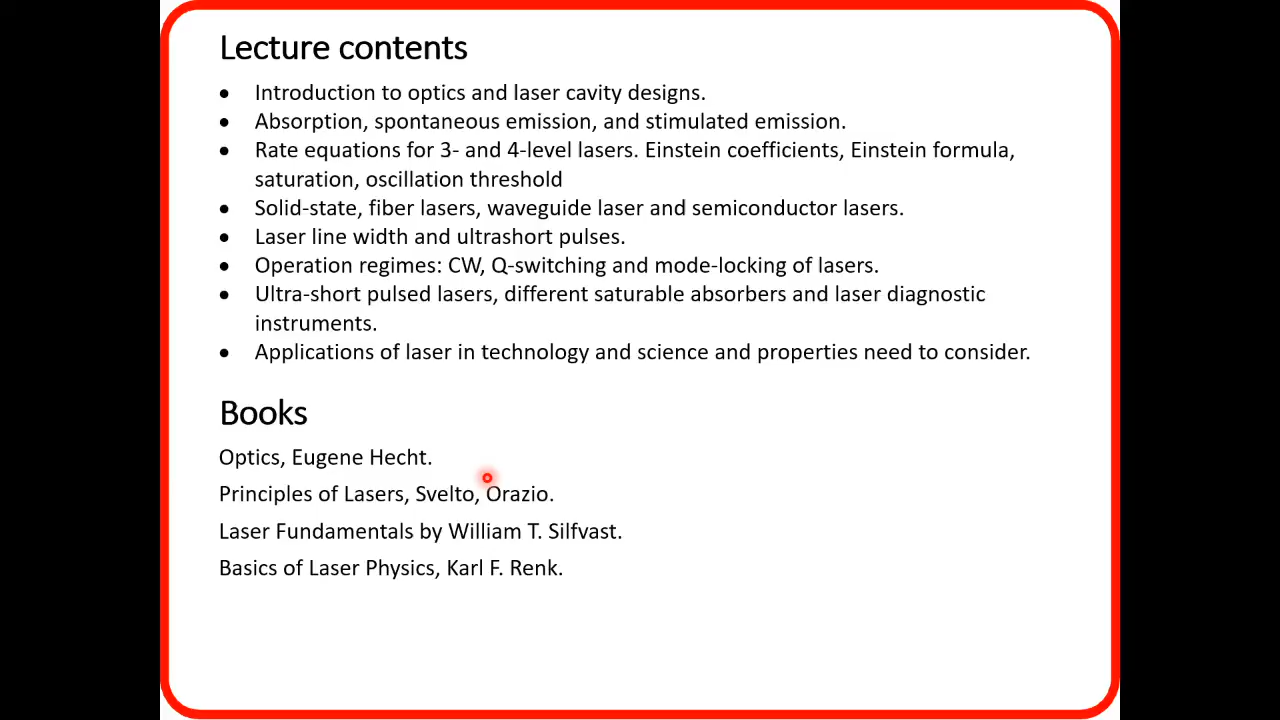 Lecture contents
• Introduction to optics and laser cavity designs.
• Absorption, spontaneous emission, and stimulated emission.
• Rate equations for 3- and 4-level lasers. Einstein coefficients, Einstein formula,
saturation, oscillation threshold
• Solid-state, fiber lasers, waveguide laser and semiconductor lasers.
• Laser line width and ultrashort pulses.
• Operation regimes: CW, Q-switching and mode-locking of lasers.
• Ultra-short pulsed lasers, different saturable absorbers and laser diagnostic
instruments.
• Applications of laser in technology and science and properties need to consider.
Books
Optics, Eugene Hecht.
Principles of Lasers, Svelto, Orazio.
Laser Fundamentals by William T. Silfvast.
Basics of Laser Physics, Karl F. Renk.